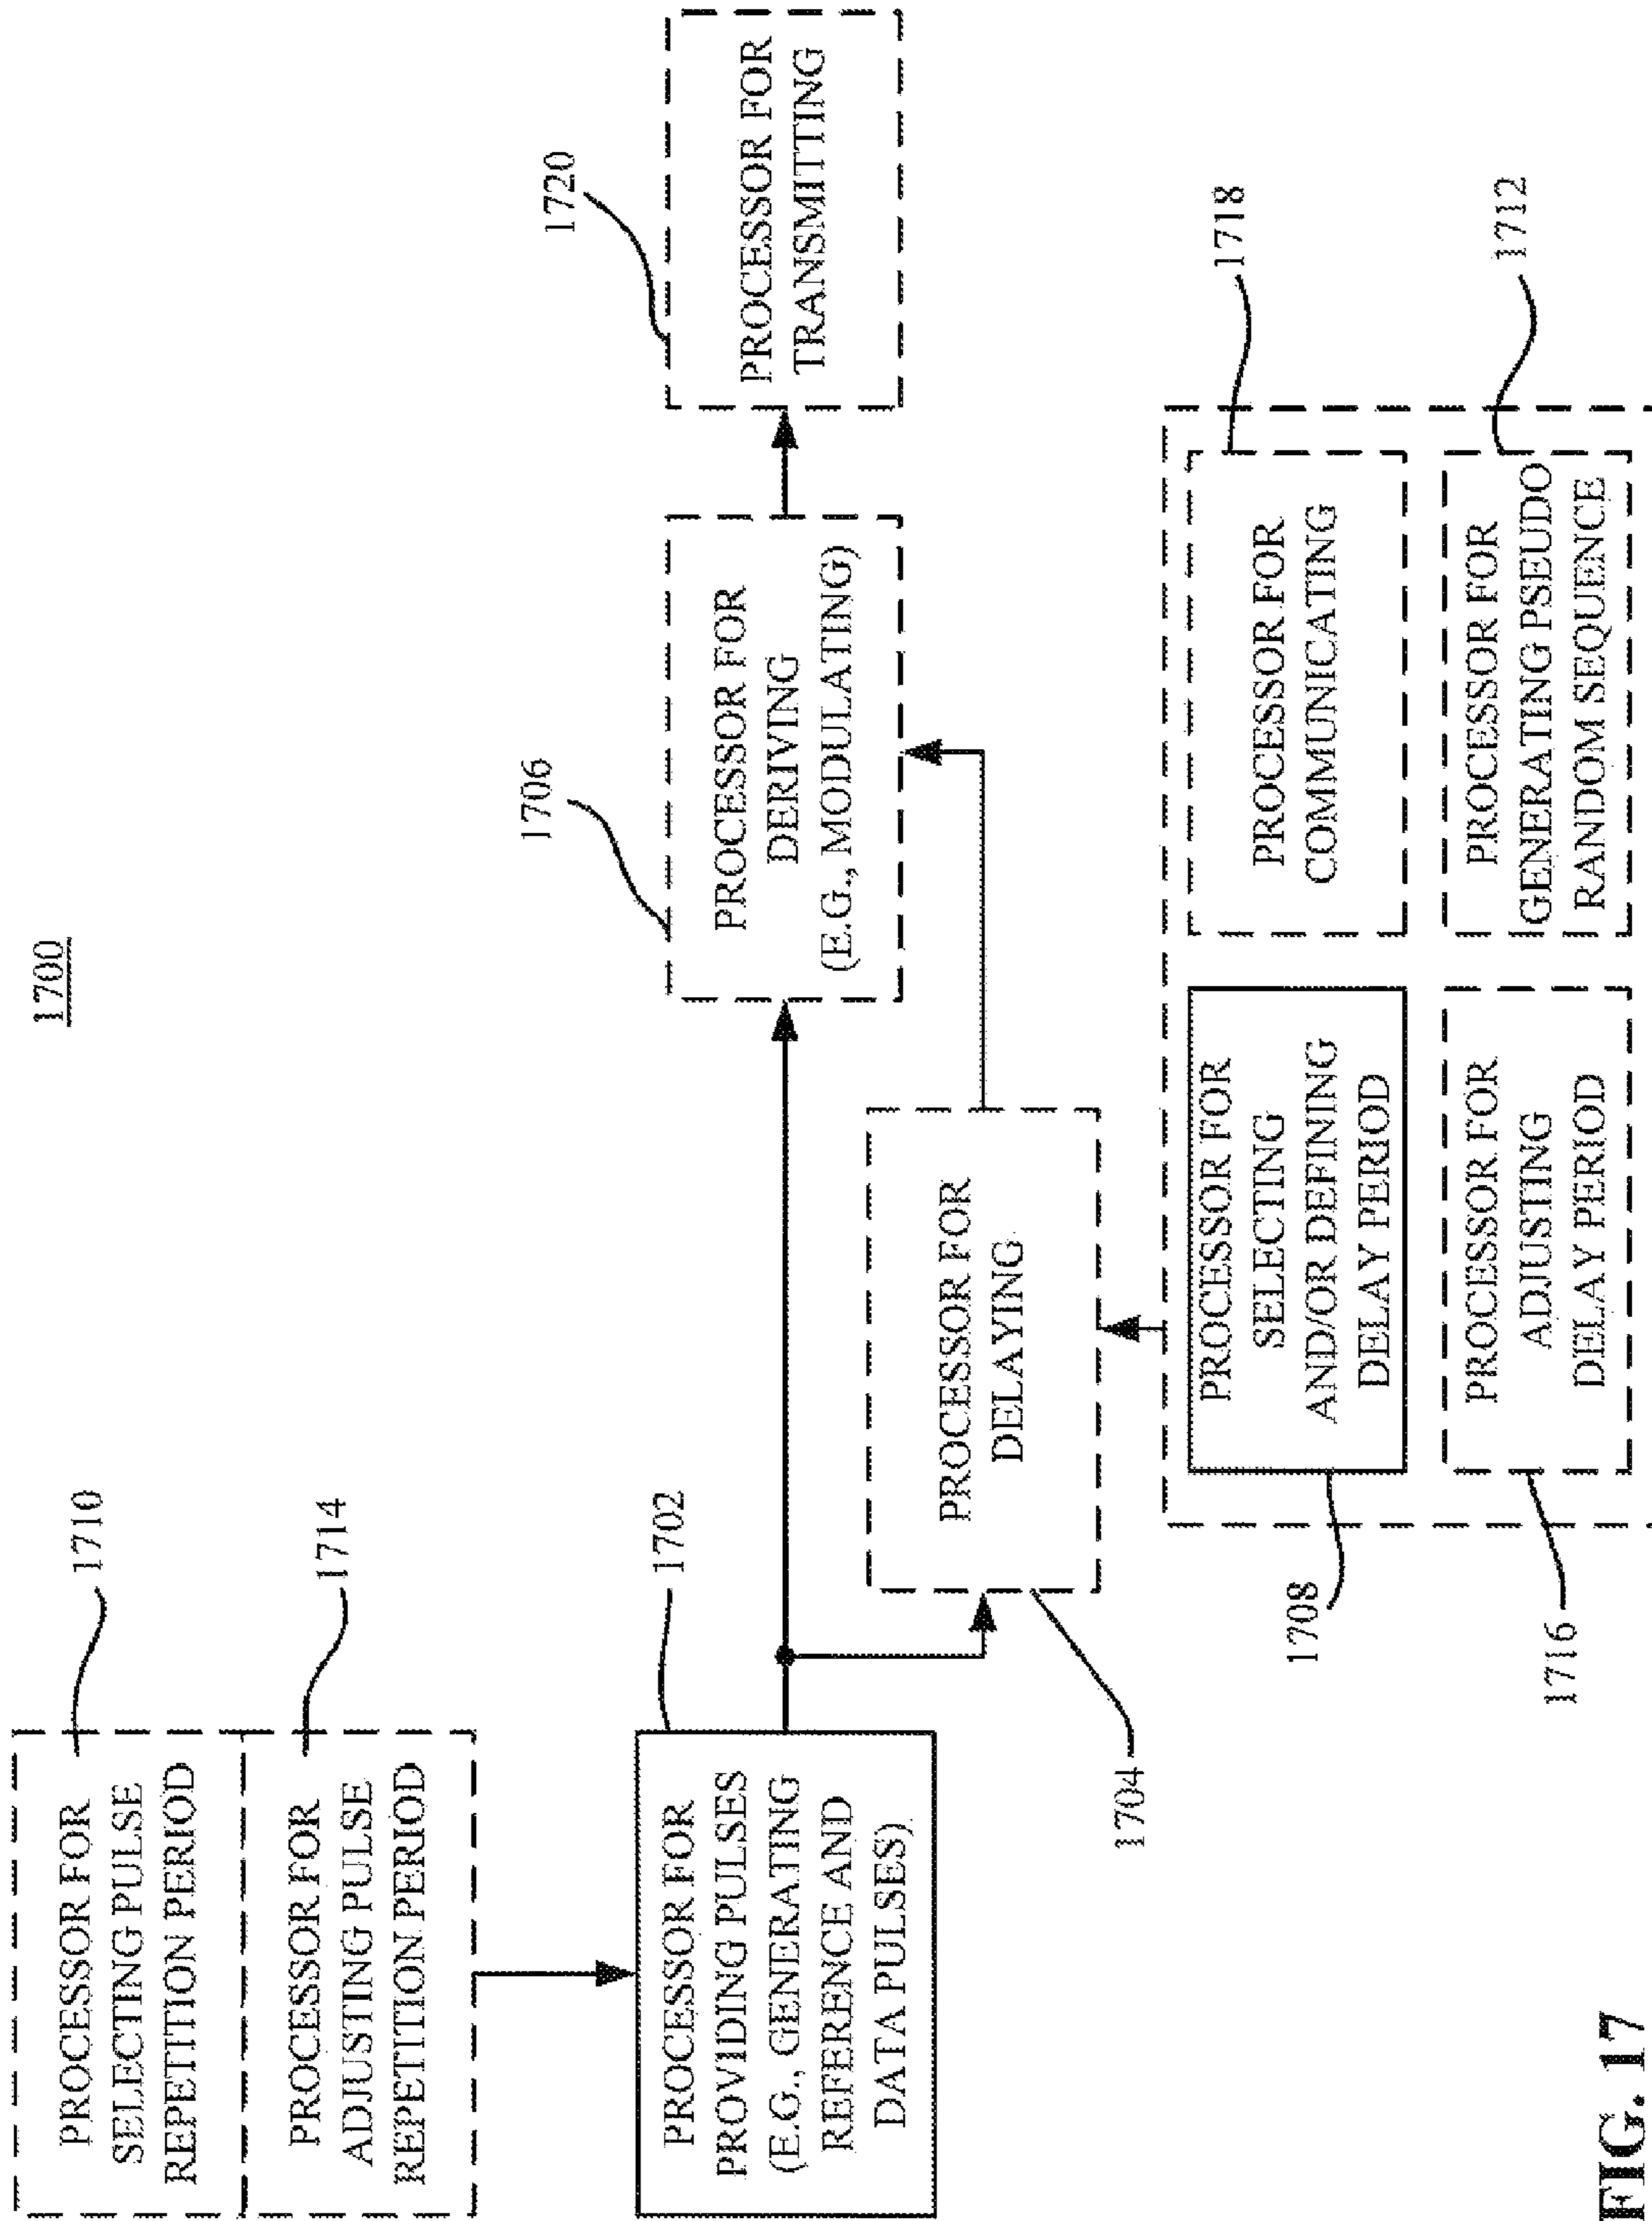 1700
PROCESSOR FOR
SELECTING PULSE
REPETITION PERIOD
1710
PROCESSOR FOR
ADJUSTING PULSE
REPETITION PERIOD
1714
PROCESSOR FOR
PROVIDING PULSES
(E.G., GENERATING
REFERENCE AND
DATA PULSES)
1702
1706
PROCESSOR FOR
DERIVING
(E.G., MODULATING)
1720
PROCESSOR FOR
TRANSMITTING
PROCESSOR FOR
DELAYING
1704
1708
PROCESSOR FOR
SELECTING
AND/OR DEFINING
DELAY PERIOD
PROCESSOR FOR
COMMUNICATING
1718
1716
PROCESSOR FOR
ADJUSTING
DELAY PERIOD
PROCESSOR FOR
GENERATING PSEUDO
RANDOM SEQUENCE
1712
FIG. 17